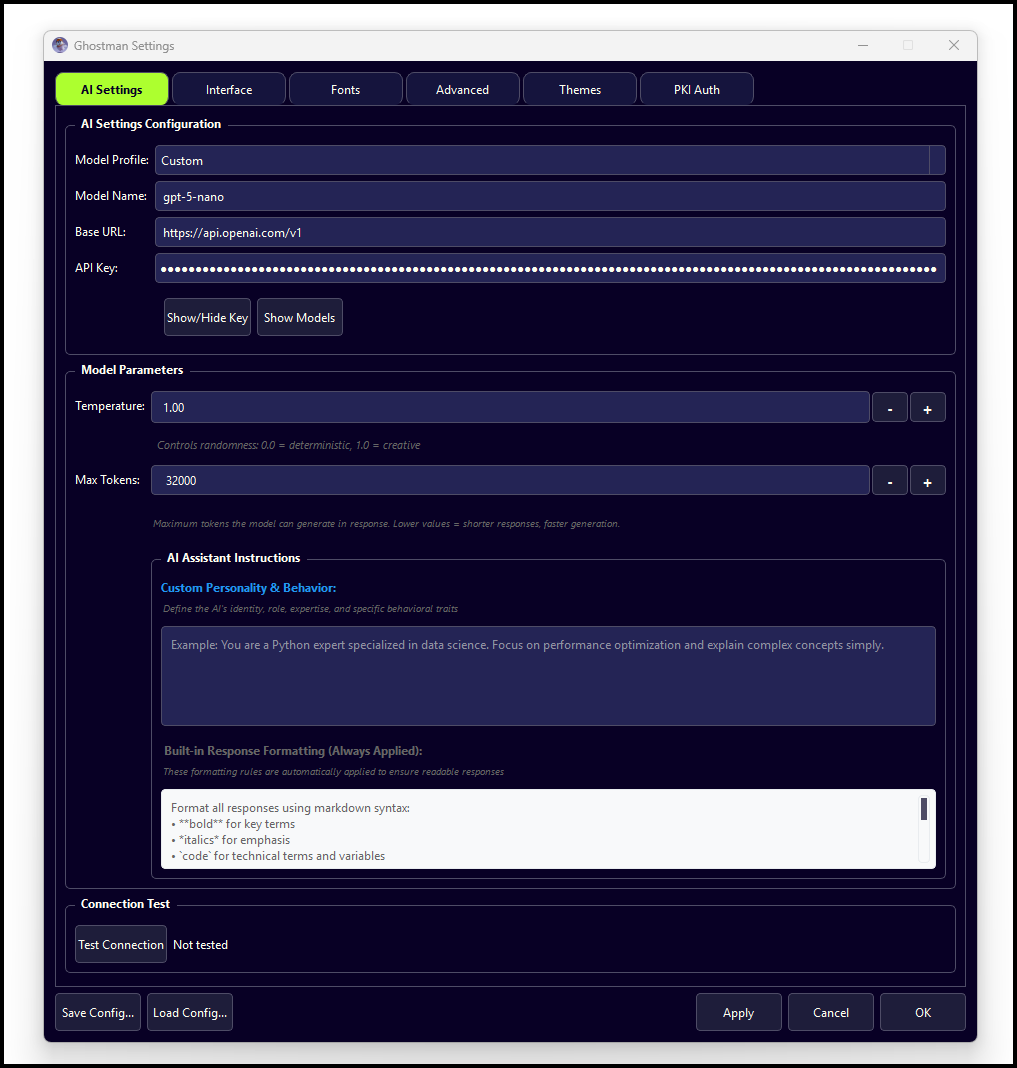 Ghostman Settings
AI Settings
Interface
Fonts
Advanced
Themes
PKI Auth
AI Settings Configuration
Model Profile: Custom
Model Name: gpt-5-nano
Base URL: https://api.openai.com/v1
API Key: ●●●●●●●●●●●●●●●●●●●●●●●●●●●●●●●●●●●●●●●●●●●●●●●●●●●●●●●●●●●●●●●●●●●●●●●●●●●●●●●●●●●●●●●●●●●●●●●●●●
Show/Hide Key
Show Models
Model Parameters
Temperature: 1.00 - +
Controls randomness: 0.0 = deterministic, 1.0 = creative
Max Tokens: 32000 - +
Maximum tokens the model can generate in response. Lower values = shorter responses, faster generation.
AI Assistant Instructions
Custom Personality & Behavior:
Define the AI's identity, role, expertise, and specific behavioral traits
Example: You are a Python expert specialized in data science. Focus on performance optimization and explain complex concepts simply.
Built-in Response Formatting (Always Applied):
These formatting rules are automatically applied to ensure readable responses
Format all responses using markdown syntax:
• **bold** for key terms
• *italics* for emphasis
• `code` for technical terms and variables
Connection Test
Test Connection Not tested
Save Config...
Load Config...
Apply
Cancel
OK